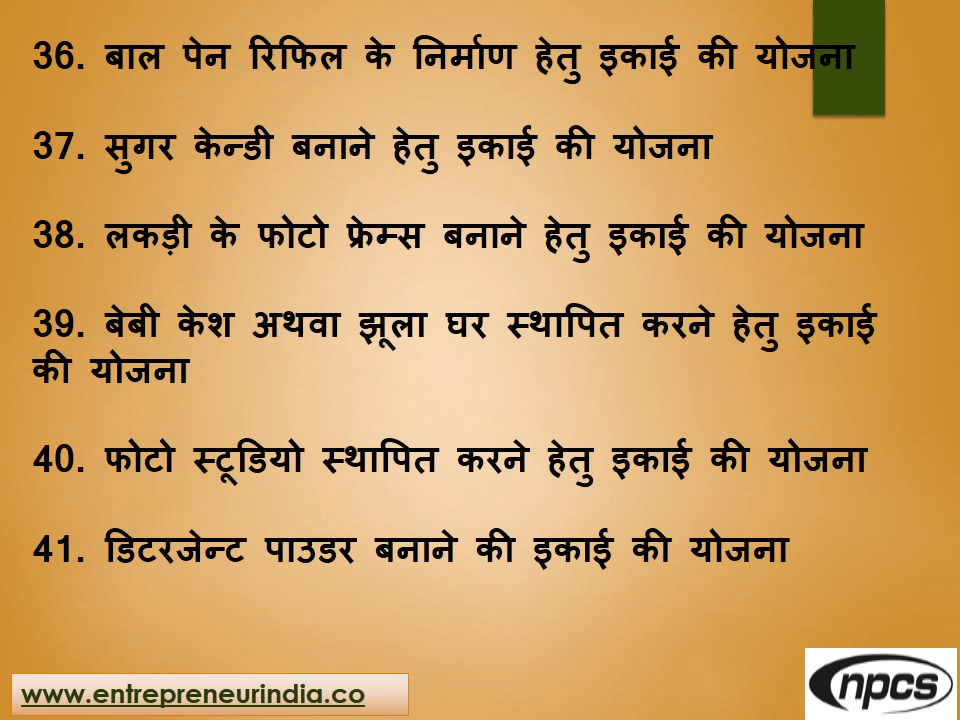 36. बाल पेन रिफिल के निर्माण हेतु इकाई की योजना
37. सुगर केन्डी बनाने हेतु इकाई की योजना
38. लकड़ी के फोटो फ्रेम्स बनाने हेतु इकाई की योजना
39. बेबी केश अथवा झूला घर स्थापित करने हेतु इकाई
की योजना
40. फोटो स्टूडियो स्थापित करने हेतु इकाई की योजना
41. डिटरजेन्ट पाउडर बनाने की इकाई की योजना
www.entrepreneurindia.co
npcs